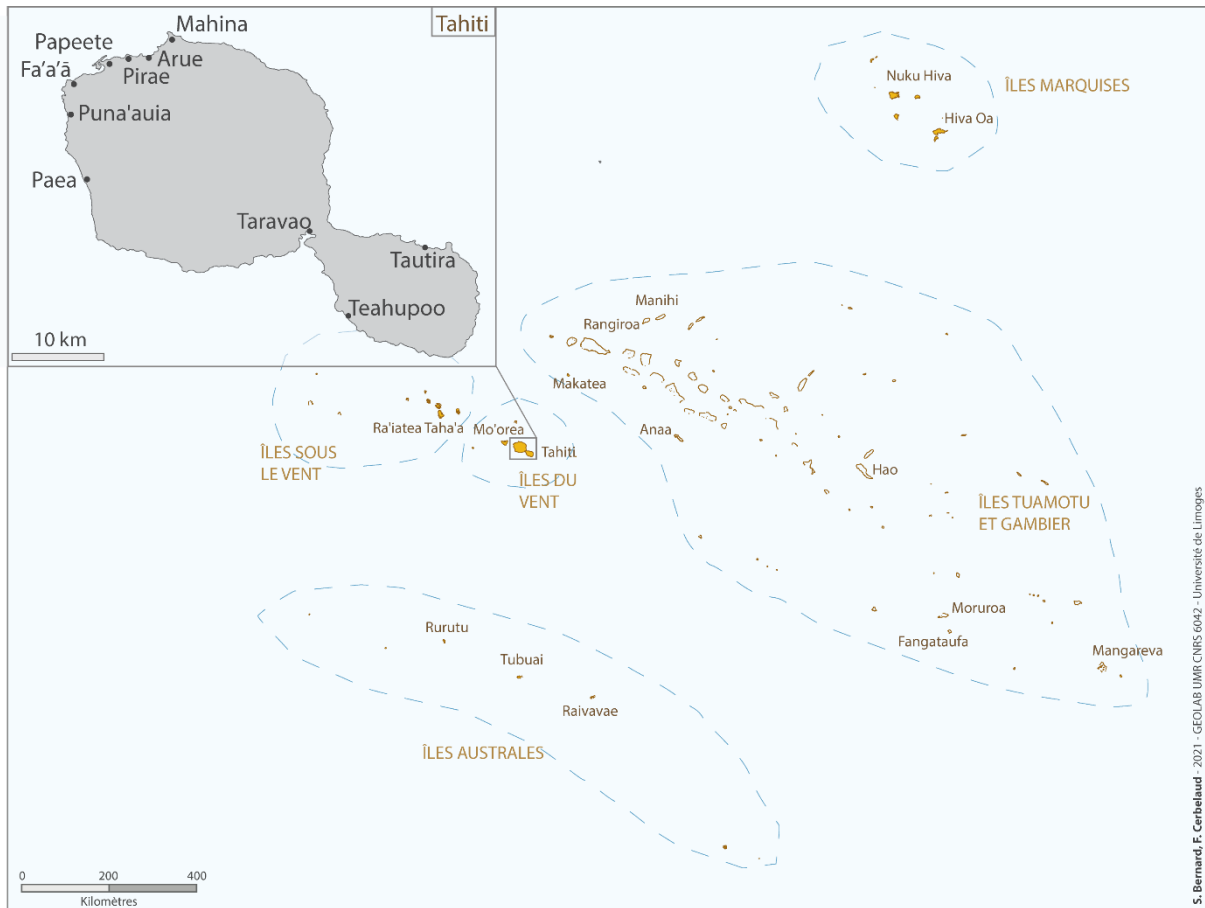 Tahiti
Mahina
Papeete
Arue
Fa'a'ā
Pirae
Puna'auia
Paea
Taravao
Tautira
Teahupoo
10 km
Nuku Hiva
ÎLES MARQUISES
Hiva Oa
Manihi
Rangiroa
Makatea
Ra'iatea Taha'a
Mo'orea
Anaa
Tahiti
ÎLES SOUS
LE VENT
ÎLES DU
VENT
Hao
ÎLES TUAMOTU
ET GAMBIER
Moruroa
Fangataufa
Mangareva
Rurutu
Tubuai
Raivavae
ÎLES AUSTRALES
0 200 400
Kilomètres
S. Bernard, F. Cerbelaud - 2021 - GEOLAB UMR CNRS 6042 - Université de Limoges